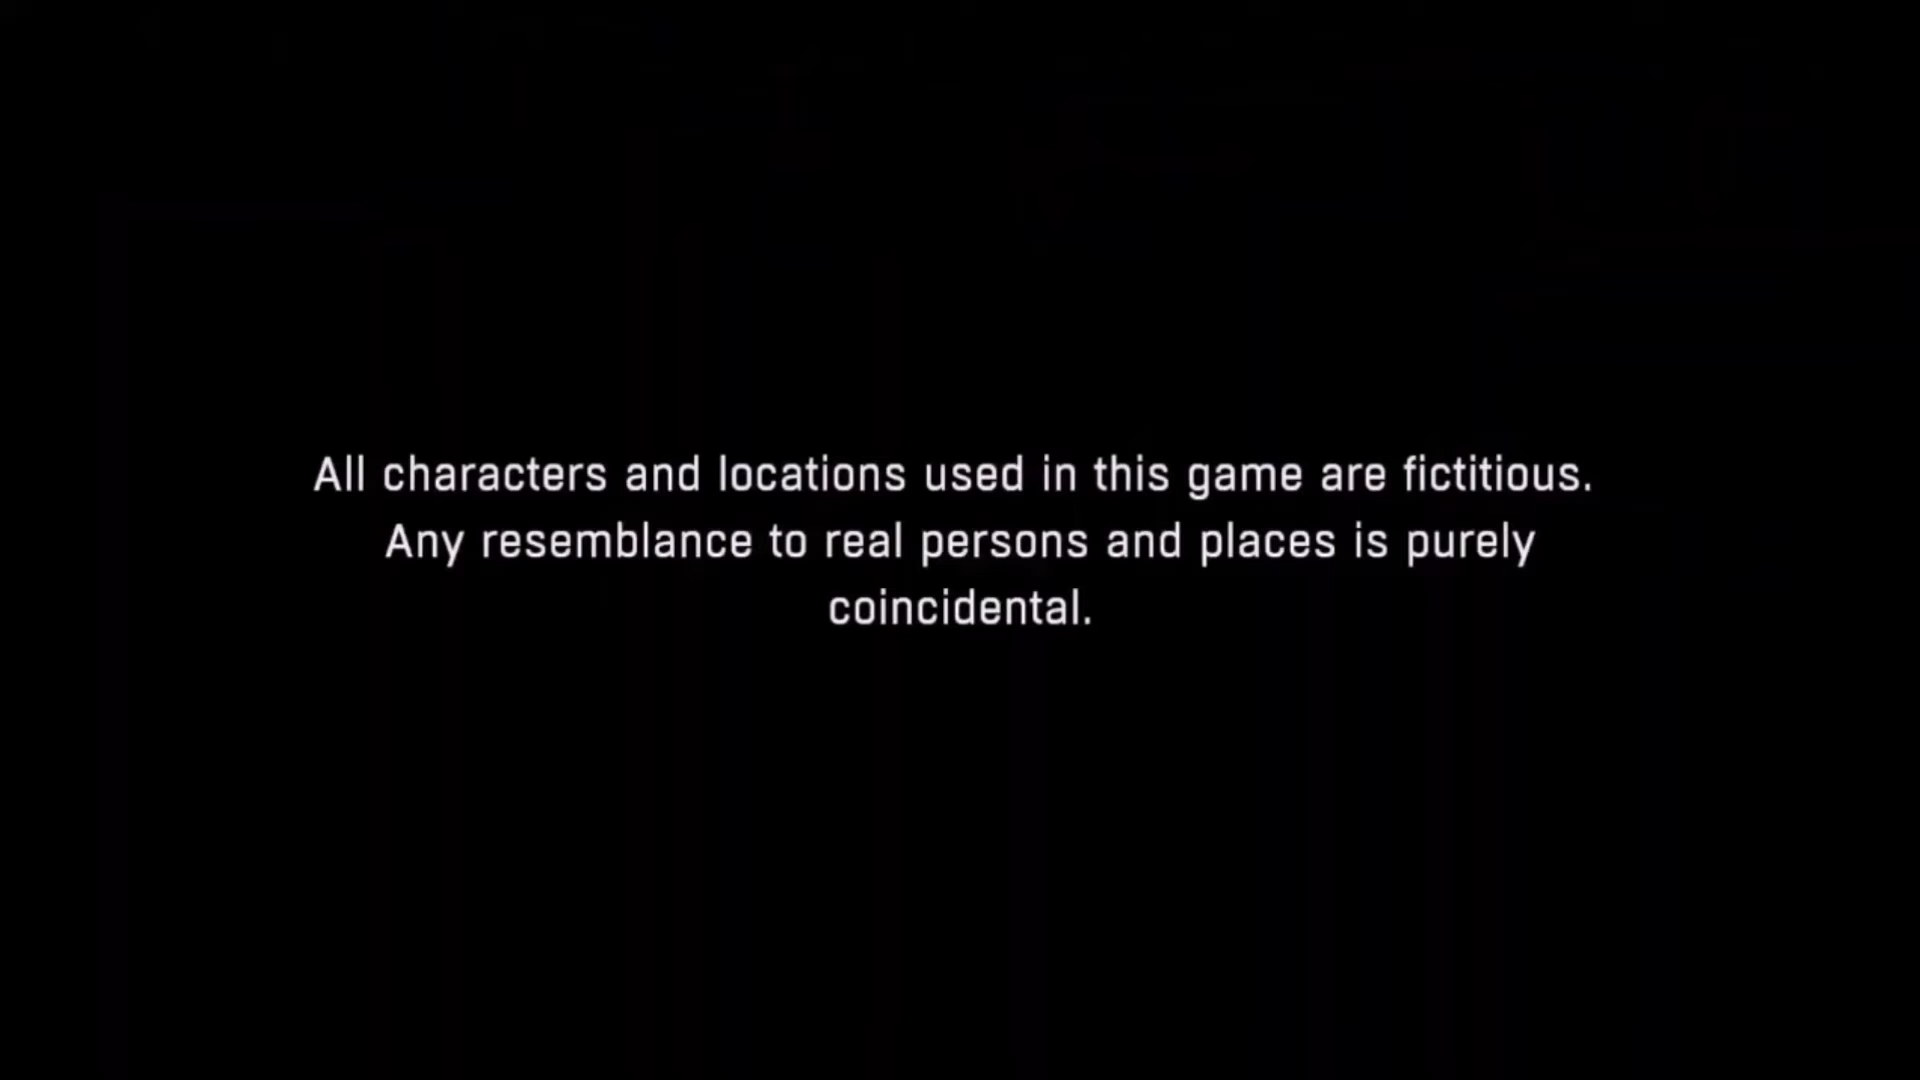 All characters and locations used in this game are fictitious.
Any resemblance to real persons and places is purely
coincidental.